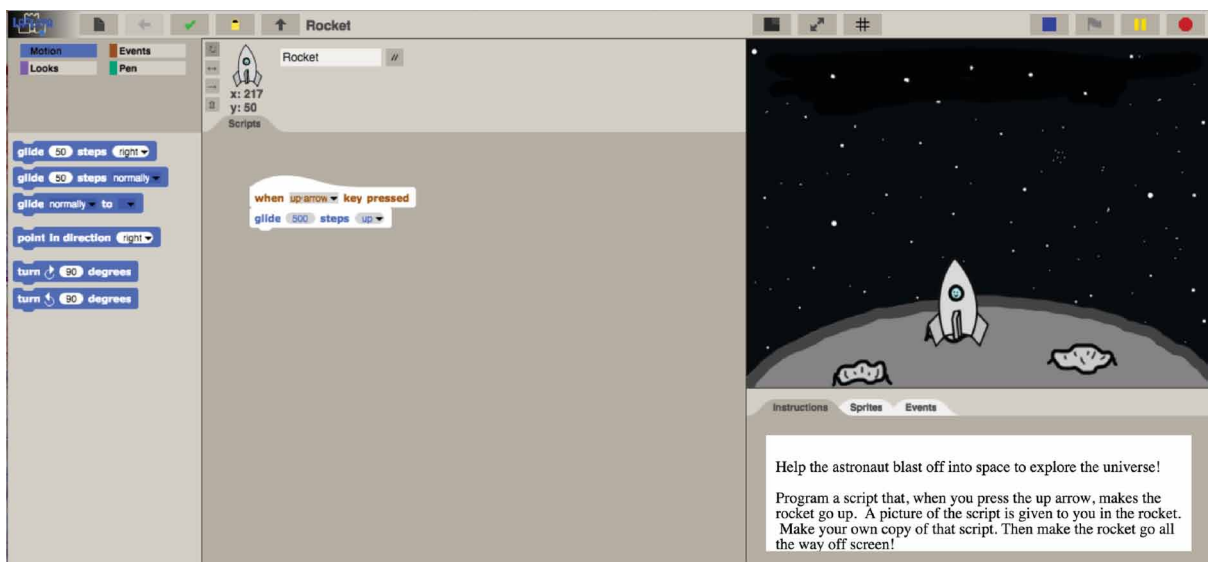 Rocket
Motion Events
Looks Pen
Rocket //
x: 217
y: 50
Scripts
glide 50 steps right
glide 50 steps normally
glide normally to
point in direction right
turn 90 degrees
turn 90 degrees
when up arrow key pressed
glide 500 steps up
Instructions Sprites Events
Help the astronaut blast off into space to explore the universe!
Program a script that, when you press the up arrow, makes the
rocket go up. A picture of the script is given to you in the rocket.
Make your own copy of that script. Then make the rocket go all
the way off screen!